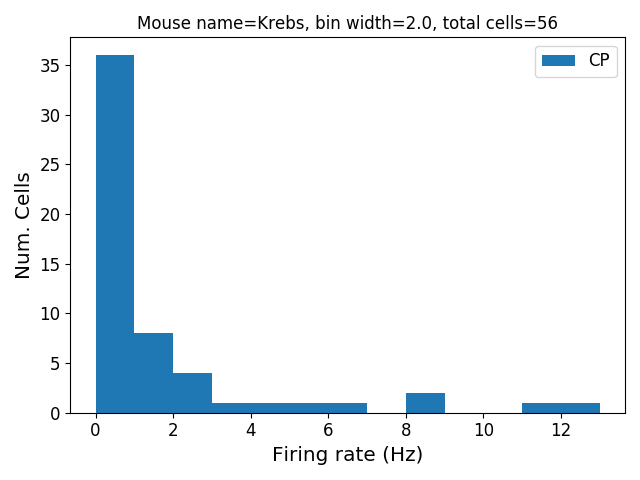 Mouse name=Krebs, bin width=2.0, total cells=56
CP
Num. Cells
35
30
25
20
15
10
5
0
0 2 4 6 8 10 12
Firing rate (Hz)